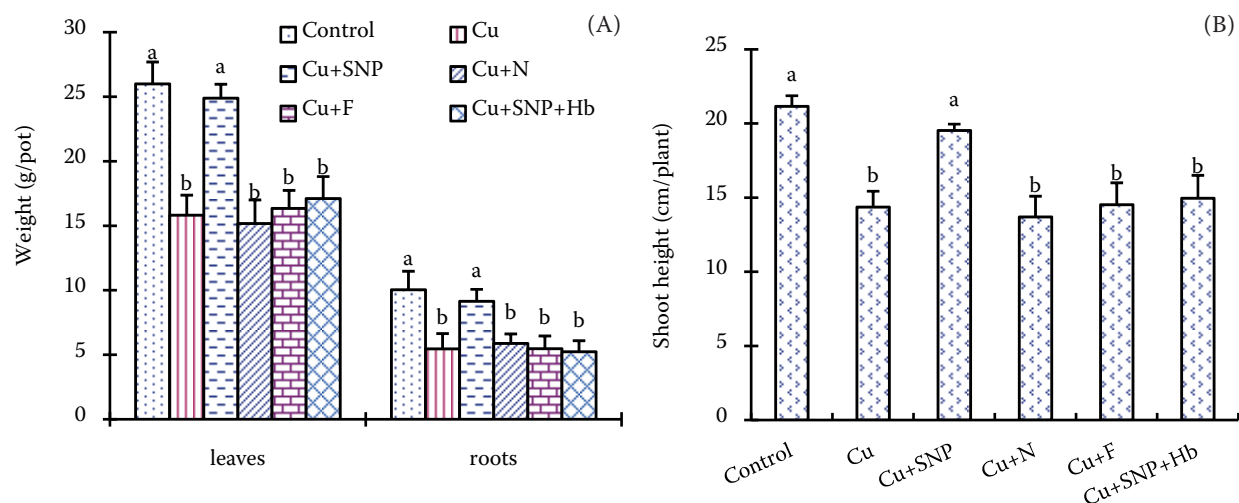 (A)
Weight (g/pot)
30
25
20
15
10
5
0
Control
Cu
Cu+SNP
Cu+N
Cu+F
Cu+SNP+Hb
a
b
a
b
b
b
a
b
a
b
b
b
leaves
roots
(B)
Shoot height (cm/plant)
25
20
15
10
5
0
a
b
a
b
b
b
Control
Cu
Cu+SNP
Cu+N
Cu+F
Cu+SNP+Hb